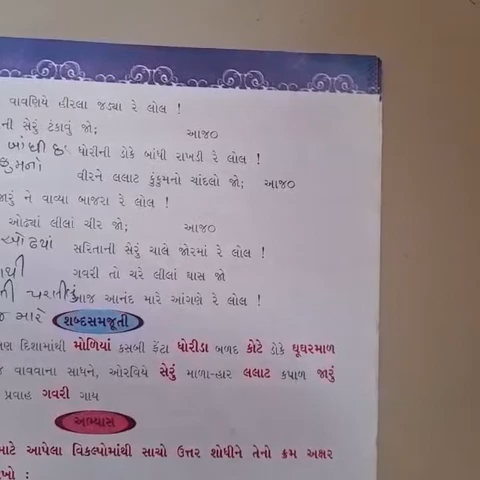 વાવણિયે હીરલા જડ્યા રે લોલ !
ની સેરું ટંકાવું જો; આજ૦
બાંધી છે ધોરીની ડોકે બાંધી રાખડી રે લોલ !
કુમનો વીરને લલાટ કુંકુમનો ચાંદલો જો; આજ૦
જારું ને વાવ્યા બાજરા રે લોલ !
ઓઢ્યાં લીલાં ચીર જો; આજ૦
ઓઢયાં સરિતાની સેરું ચાલે જોરમાં રે લોલ !
ગવરી તો ચરે લીલાં ઘાસ જો
આજ આનંદ મારે આંગણે રે લોલ !
મારે
શબ્દસમજૂતી
દિશામાંથી મોળિયાં કસબી ફેંટા ધોરીડા બળદ કોટે ડોકે ઘૂઘરમાળ
વાવવાના સાધને, ઓરવિયે સેરું માળા-હાર લલાટ કપાળ જારું
પ્રવાહ ગવરી ગાય
અભ્યાસ
માટે આપેલા વિકલ્પોમાંથી સાચો ઉત્તર શોધીને તેનો ક્રમ અક્ષર
ખો :